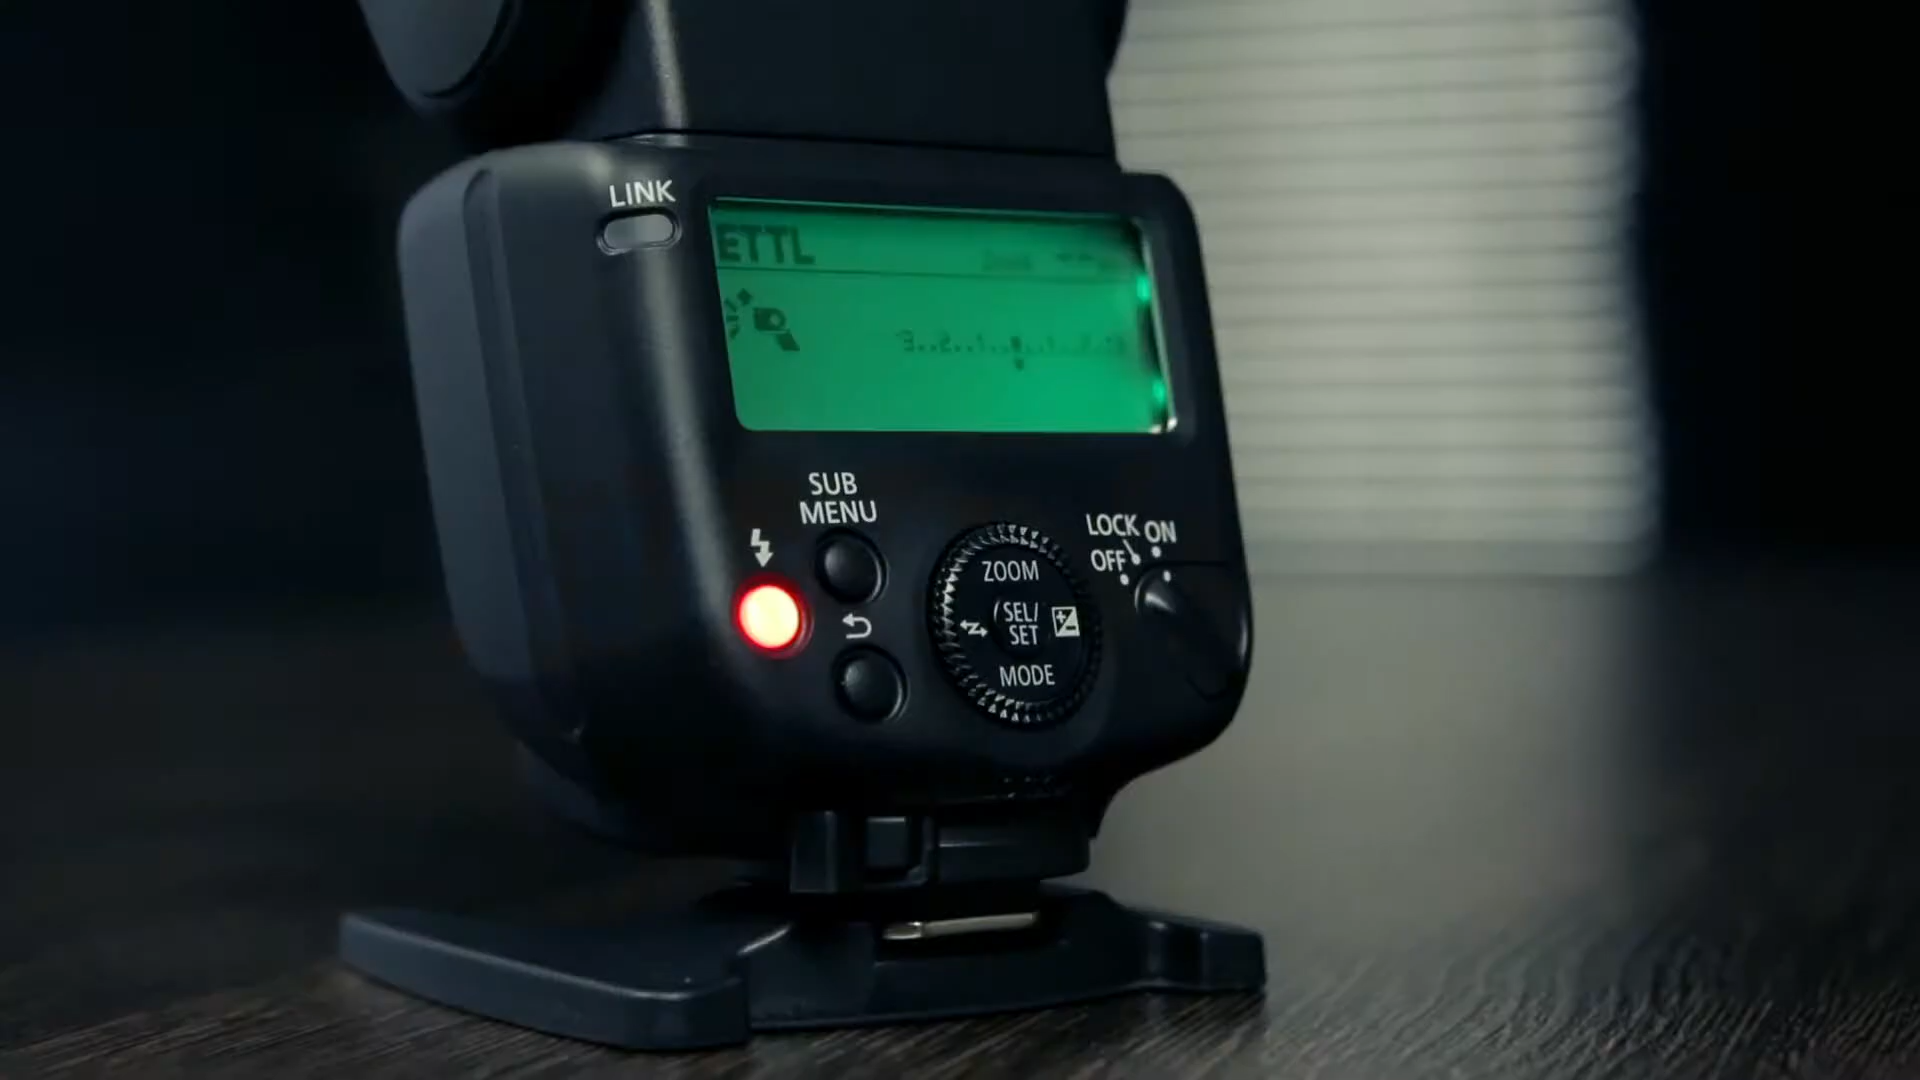 LINK
ETTL
SUB
MENU
LOCK ON
OFF
ZOOM
SEL/
SET
MODE